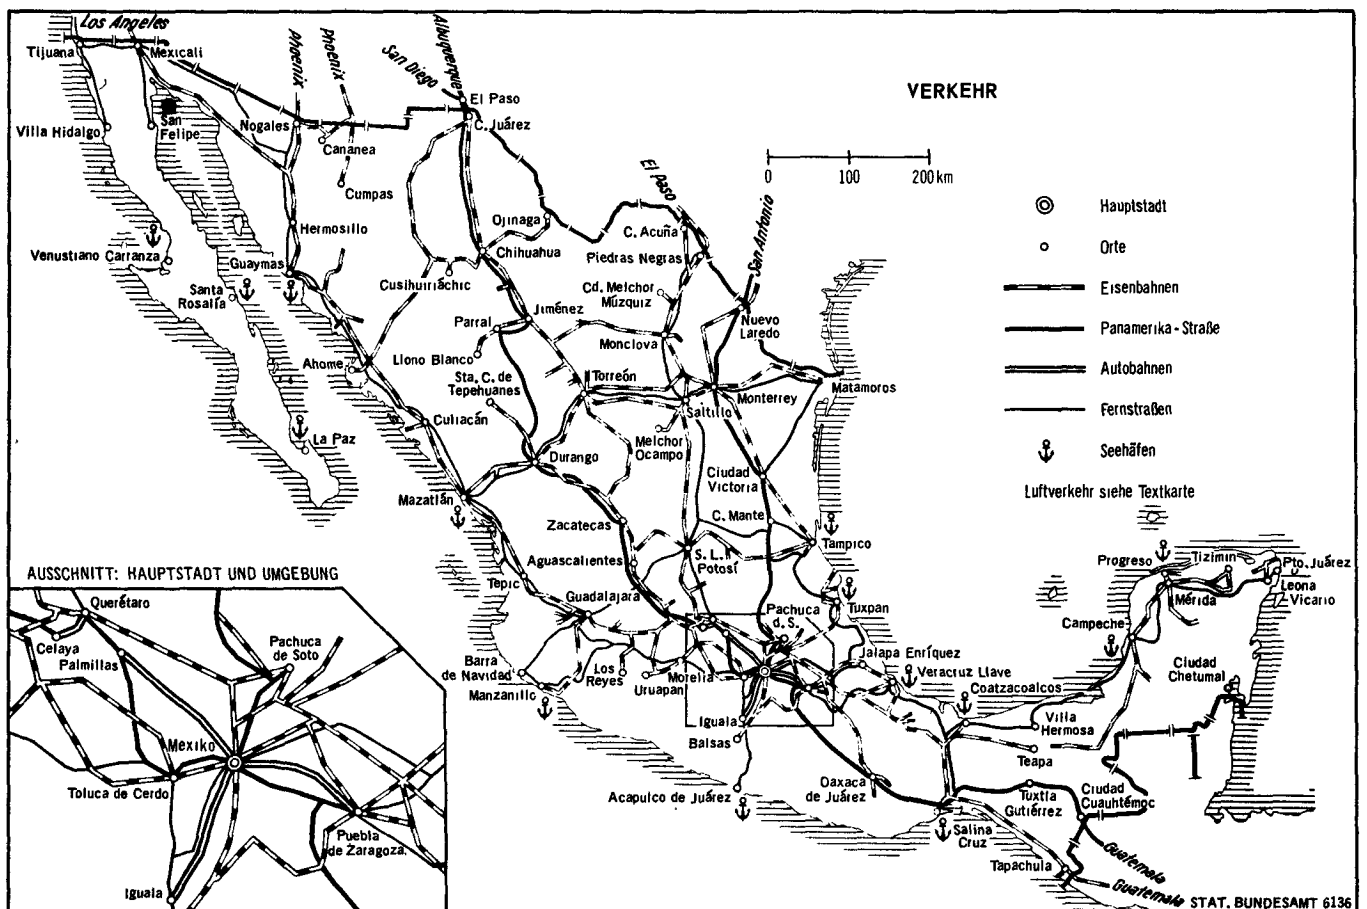 Los Angeles
Tijuana
Mexicali
Ahoenix
Phoenix
San Diego
Albuquerque
El Paso
C. Juárez
VERKEHR
Villa Hidalgo
San
Felipe
Nogales
Cananea
Cumpas
0 100 200 km
El Paso
San Antonio
Hauptstadt
Orte
Eisenbahnen
Panamerika-Straße
Autobahnen
Fernstraßen
Seehäfen
Luftverkehr siehe Textkarte
Hermosillo
Ojinaga
C. Acuña
Venustiano Carranza
Guaymas
Chihuahua
Piedras Negras
Santa
Rosalía
Cusihuiriáchic
Cd. Melchor
Múzquiz
Jiménez
Parral
Nuevo
Laredo
Monclova
Llono Blanco
Ahome
Sta. C. de
Tepehuanes
Torreón
Matamoros
Monterrey
Saltillo
Culiacán
La Paz
Melchor
Ocampo
Durango
Ciudad
Victoria
Mazatlán
Zacatecas
C. Mante
Tampico
Aguascalientes
S. L.
Potosí
Tepic
Guadalajara
Pachuca
d. S.
Tuxpan
Progreso
Tizimin
Pto. Juárez
Leona
Vicario
Mérida
Campeche
Barra
de Navidad
Los
Reyes
Morelia
Jalapa Enríquez
Veracruz Llave
Manzanillo
Uruapan
Coatzacoalcos
Ciudad
Chetumal
Iguala
Balsas
Villa
Hermosa
Teapa
Acapulco de Juárez
Oaxaca
de Juárez
Tuxtla
Gutiérrez
Ciudad
Cuauhtémoc
Salina
Cruz
Tapachula
Guatemala
Guatemala
AUSSCHNITT: HAUPTSTADT UND UMGEBUNG
Querétaro
Celaya
Palmillas
Pachuca
de Soto
Mexiko
Toluca de Cerdo
Puebla
de Zaragoza
Iguala
STAT. BUNDESAMT 6136